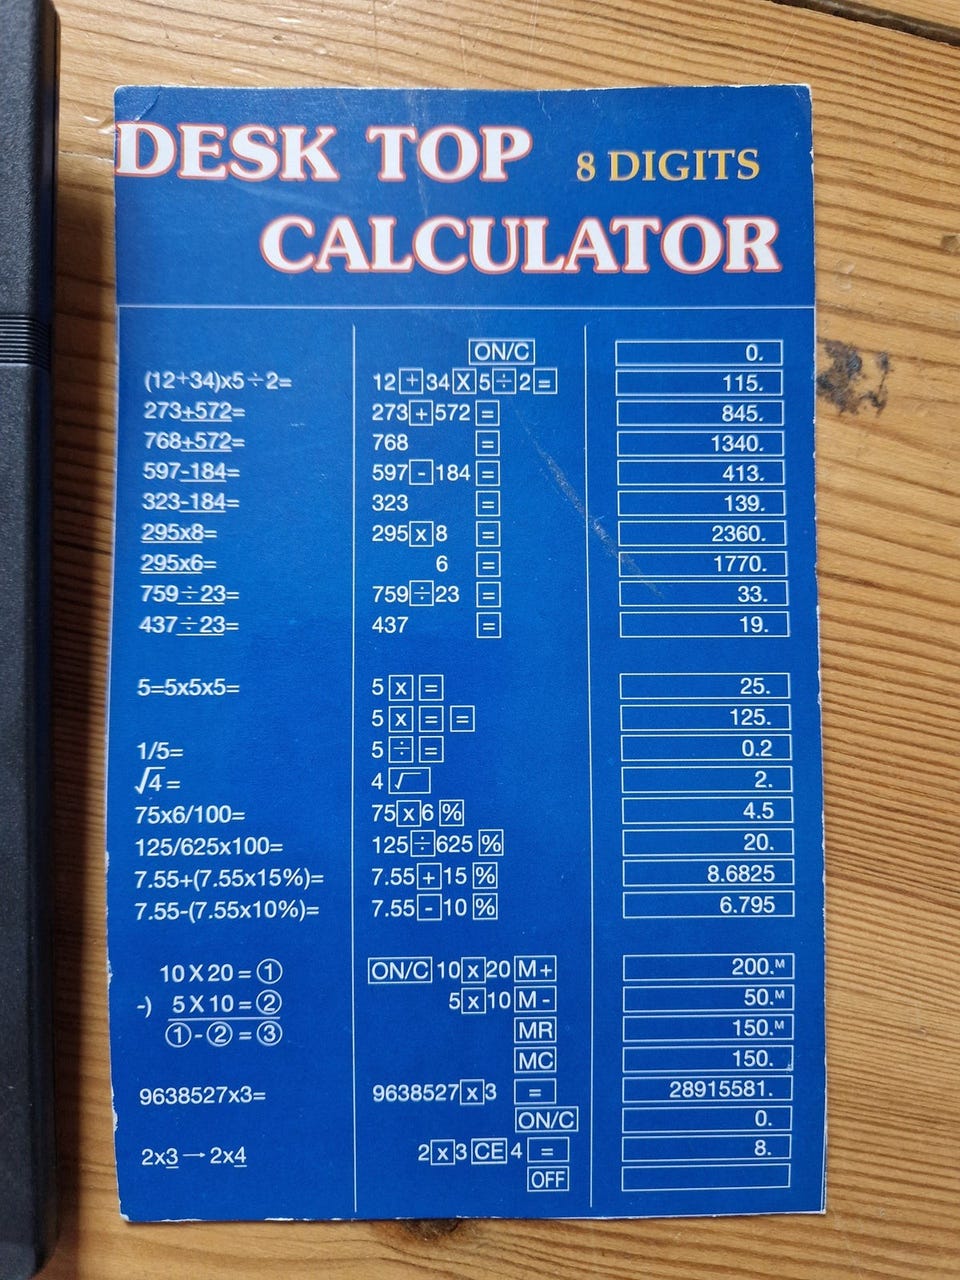 DESK TOP 8 DIGITS
CALCULATOR
ON/C 0.
(12+34)x5÷2= 12 + 34 X 5 ÷ 2 = 115.
273+572= 273 + 572 = 845.
768+572= 768 = 1340.
597-184= 597 - 184 = 413.
323-184= 323 = 139.
295x8= 295 x 8 = 2360.
295x6= 6 = 1770.
759÷23= 759 ÷ 23 = 33.
437÷23= 437 = 19.
5=5x5x5= 5 x = 25.
5 x = = 125.
1/5= 5 ÷ = 0.2
√4= 4 √ 2.
75x6/100= 75 x 6 % 4.5
125/625x100= 125 ÷ 625 % 20.
7.55+(7.55x15%)= 7.55 + 15 % 8.6825
7.55-(7.55x10%)= 7.55 - 10 % 6.795
10 X 20 = ① ON/C 10 x 20 M+ 200.M
-) 5 X 10 = ② 5 x 10 M- 50.M
① - ② = ③ MR 150.M
MC 150.
9638527x3= 9638527 x 3 = 28915581.
ON/C 0.
2x3 → 2x4 2 x 3 CE 4 = 8.
OFF